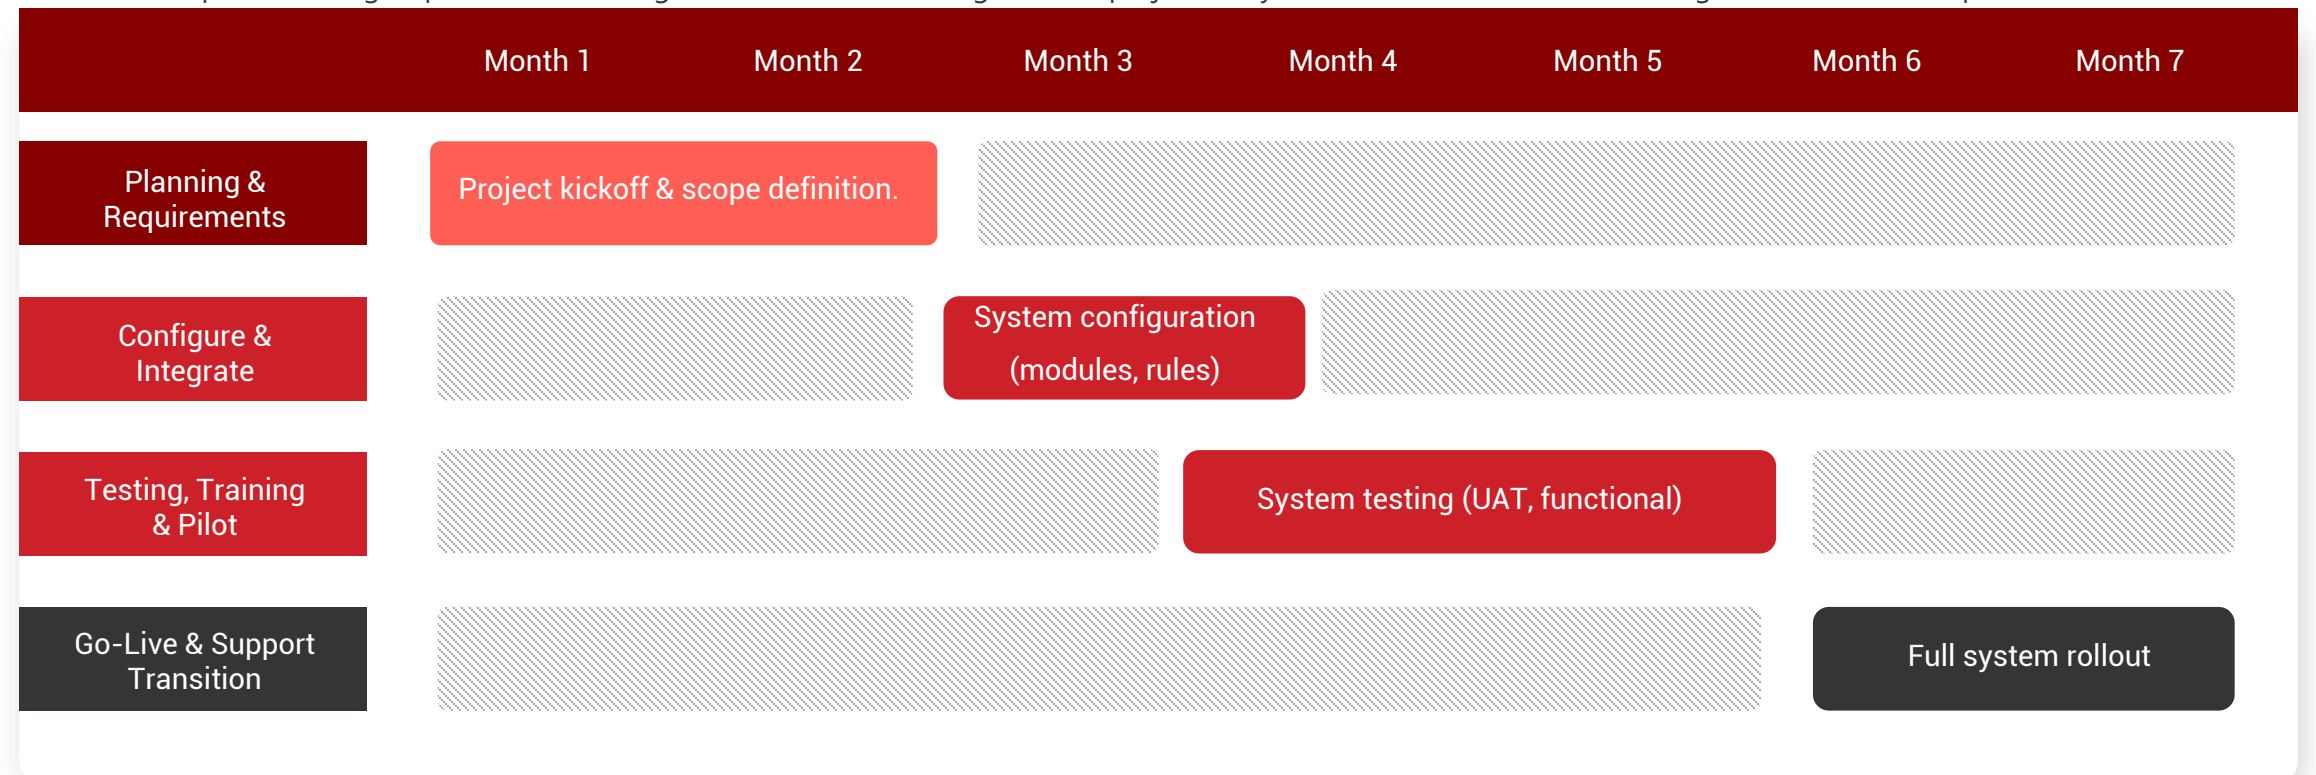 Month 1 Month 2 Month 3 Month 4 Month 5 Month 6 Month 7
Planning &
Requirements
Project kickoff & scope definition.
Configure &
Integrate
System configuration
(modules, rules)
Testing, Training
& Pilot
System testing (UAT, functional)
Go-Live & Support
Transition
Full system rollout